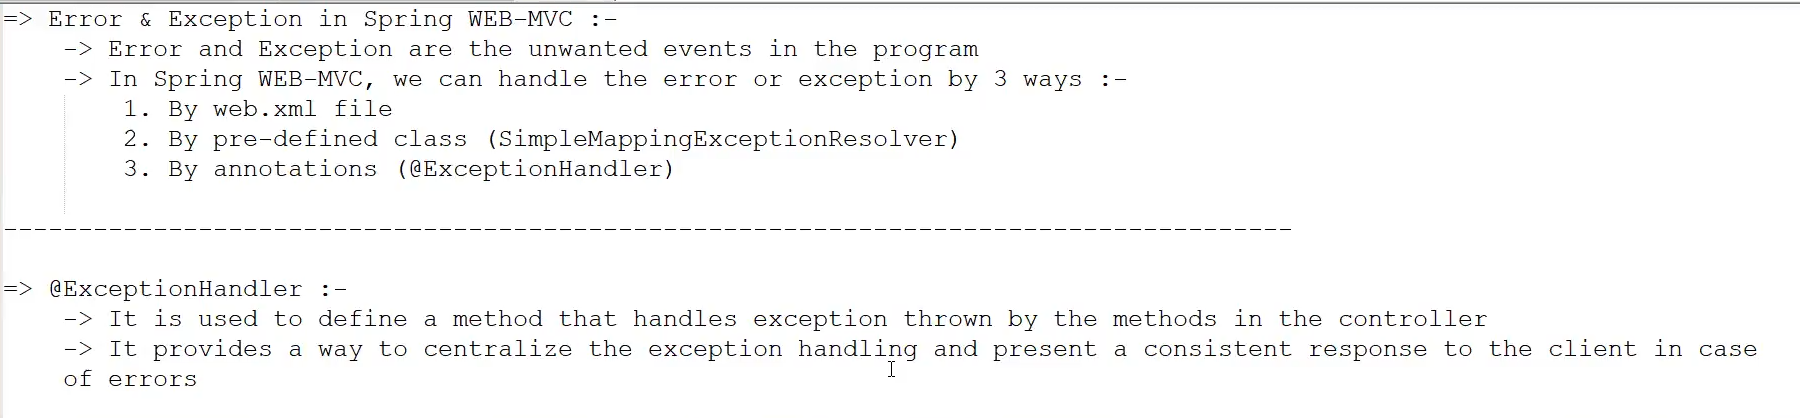 => Error & Exception in Spring WEB-MVC :-
-> Error and Exception are the unwanted events in the program
-> In Spring WEB-MVC, we can handle the error or exception by 3 ways :-
1. By web.xml file
2. By pre-defined class (SimpleMappingExceptionResolver)
3. By annotations (@ExceptionHandler)
--------------------------------------------------------------------------------------
=> @ExceptionHandler :-
-> It is used to define a method that handles exception thrown by the methods in the controller
-> It provides a way to centralize the exception handling and present a consistent response to the client in case
of errors